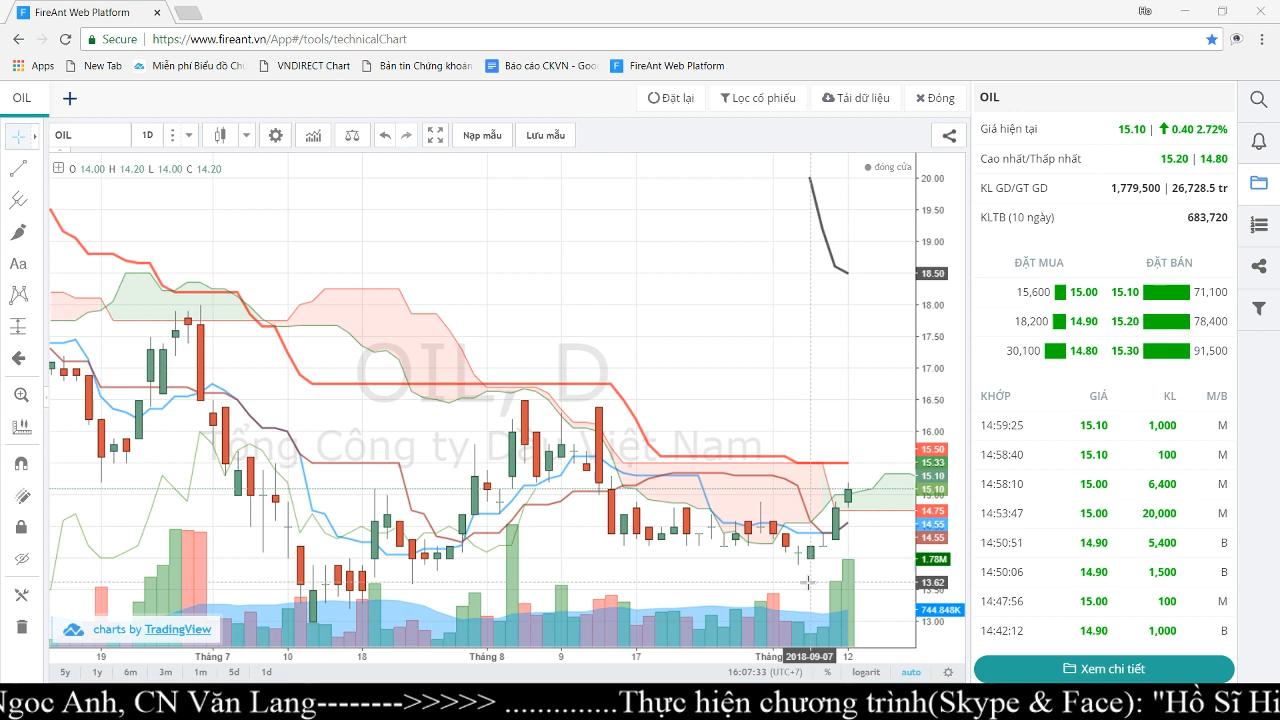 FireAnt Web Platform
Secure https://www.fireant.vn/App#/tools/technicalChart
Apps New Tab Miễn phí Biểu đồ Chu VNDIRECT Chart Bản tin Chứng khoán Báo cáo CKVN - Goo FireAnt Web Platform
OIL Đặt lại Lọc cổ phiếu Tải dữ liệu Đóng
OIL 1D Nạp mẫu Lưu mẫu
O 14.00 H 14.20 L 14.00 C 14.20
đóng cửa
OIL, D
Tổng Công ty Dầu Việt Nam
20.00
19.50
19.00
18.50
18.00
17.50
17.00
16.50
16.00
15.50
15.33
15.10
15.10
15.00
14.75
14.55
14.55
1.78M
13.62
13.50
744.848K
13.00
charts by TradingView
19 Tháng 7 10 18 Tháng 8 9 17 Tháng 2018-09-07 12
5y 1y 6m 3m 1m 5d 1d 16:07:33 (UTC+7) % logarit auto
Aa
OIL
Giá hiện tại 15.10 | 0.40 2.72%
Cao nhất/Thấp nhất 15.20 | 14.80
KL GD/GT GD 1,779,500 | 26,728.5 tr
KLTB (10 ngày) 683,720
ĐẶT MUA ĐẶT BÁN
15,600 15.00 15.10 71,100
18,200 14.90 15.20 78,400
30,100 14.80 15.30 91,500
KHỚP GIÁ KL M/B
14:59:25 15.10 1,000 M
14:58:40 15.10 100 M
14:58:10 15.00 6,400 M
14:53:47 15.00 20,000 M
14:50:51 14.90 5,400 B
14:50:06 14.90 1,500 B
14:47:56 15.00 100 M
14:42:12 14.90 1,000 B
Xem chi tiết
Ngoc Anh, CN Văn Lang-------->>>>> .............Thực hiện chương trình(Skype & Face): "Hồ Sĩ Hi